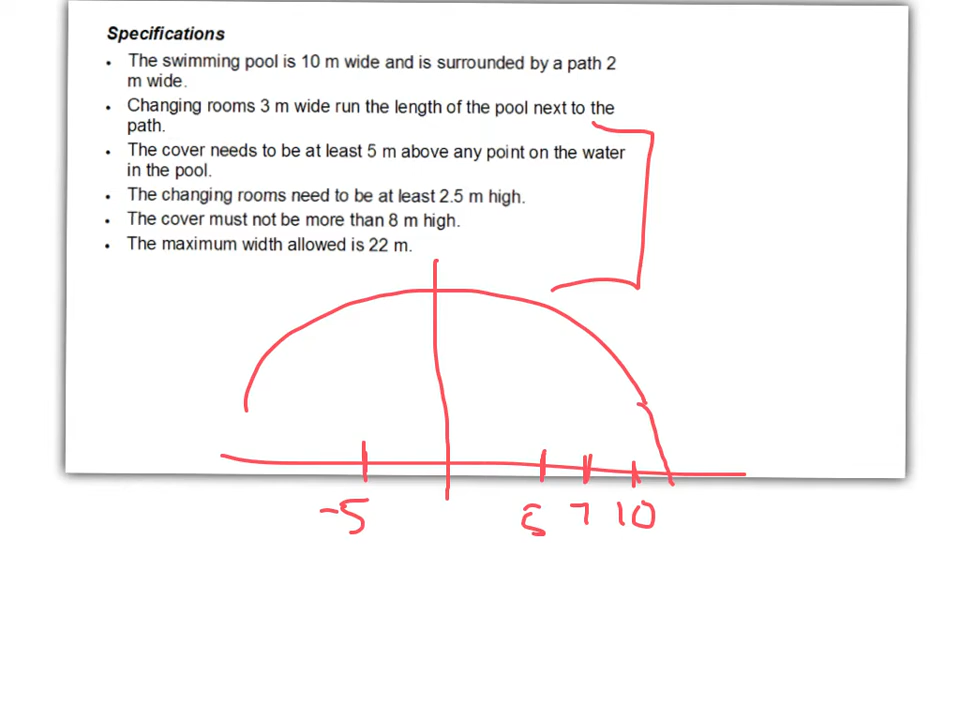 Specifications
• The swimming pool is 10 m wide and is surrounded by a path 2
m wide.
• Changing rooms 3 m wide run the length of the pool next to the
path.
• The cover needs to be at least 5 m above any point on the water
in the pool.
• The changing rooms need to be at least 2.5 m high.
• The cover must not be more than 8 m high.
• The maximum width allowed is 22 m.
-5 5 7 10